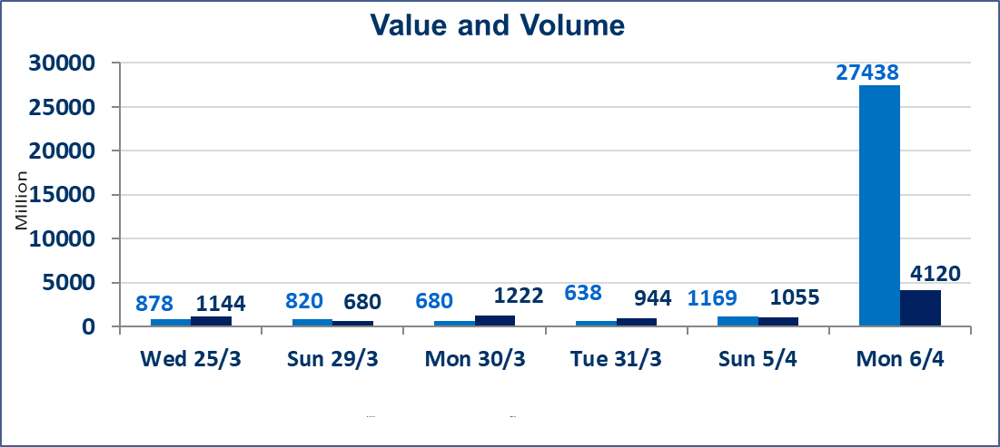 Value and Volume
30000
25000
20000
15000
10000
5000
0
Million
878 1144 820 680 680 1222 638 944 1169 1055 27438 4120
Wed 25/3 Sun 29/3 Mon 30/3 Tue 31/3 Sun 5/4 Mon 6/4